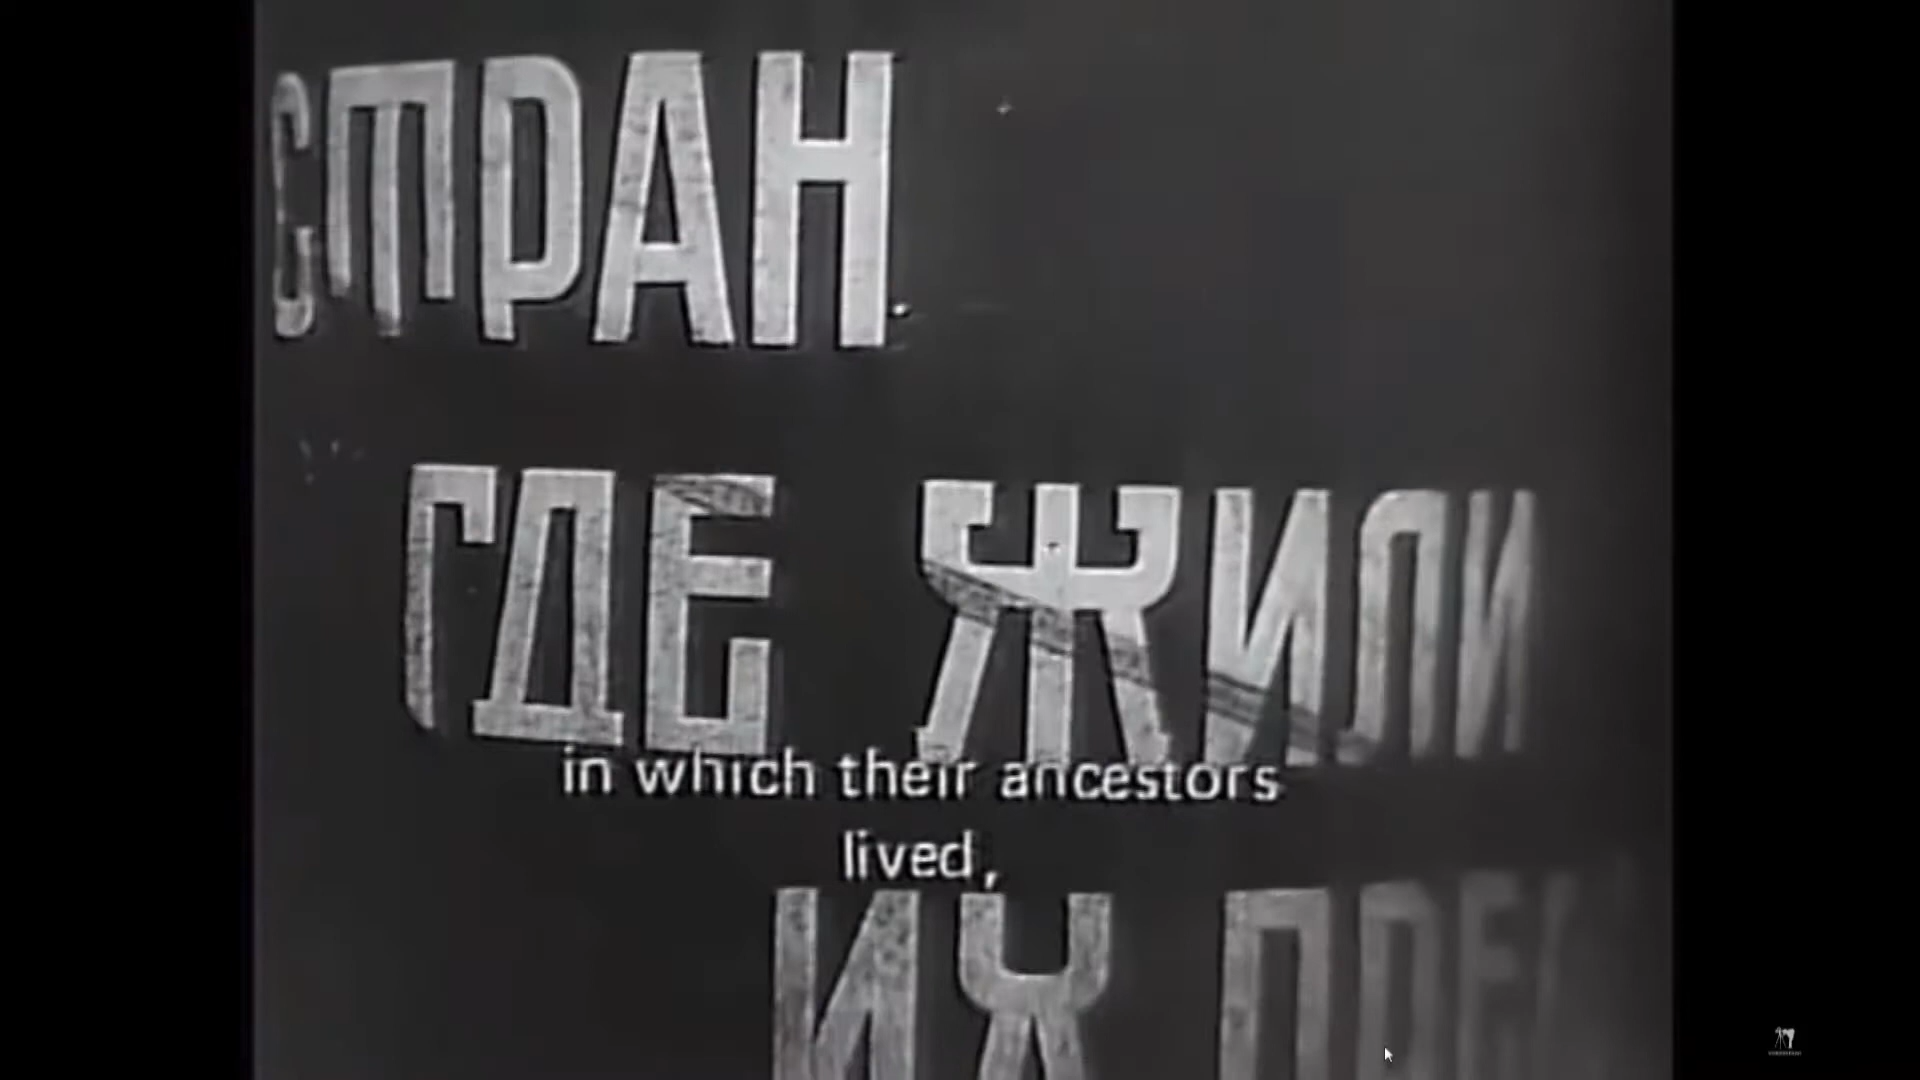 СТРАН
ГДЕ ЖИЛИ
in which their ancestors
lived,
ИХ